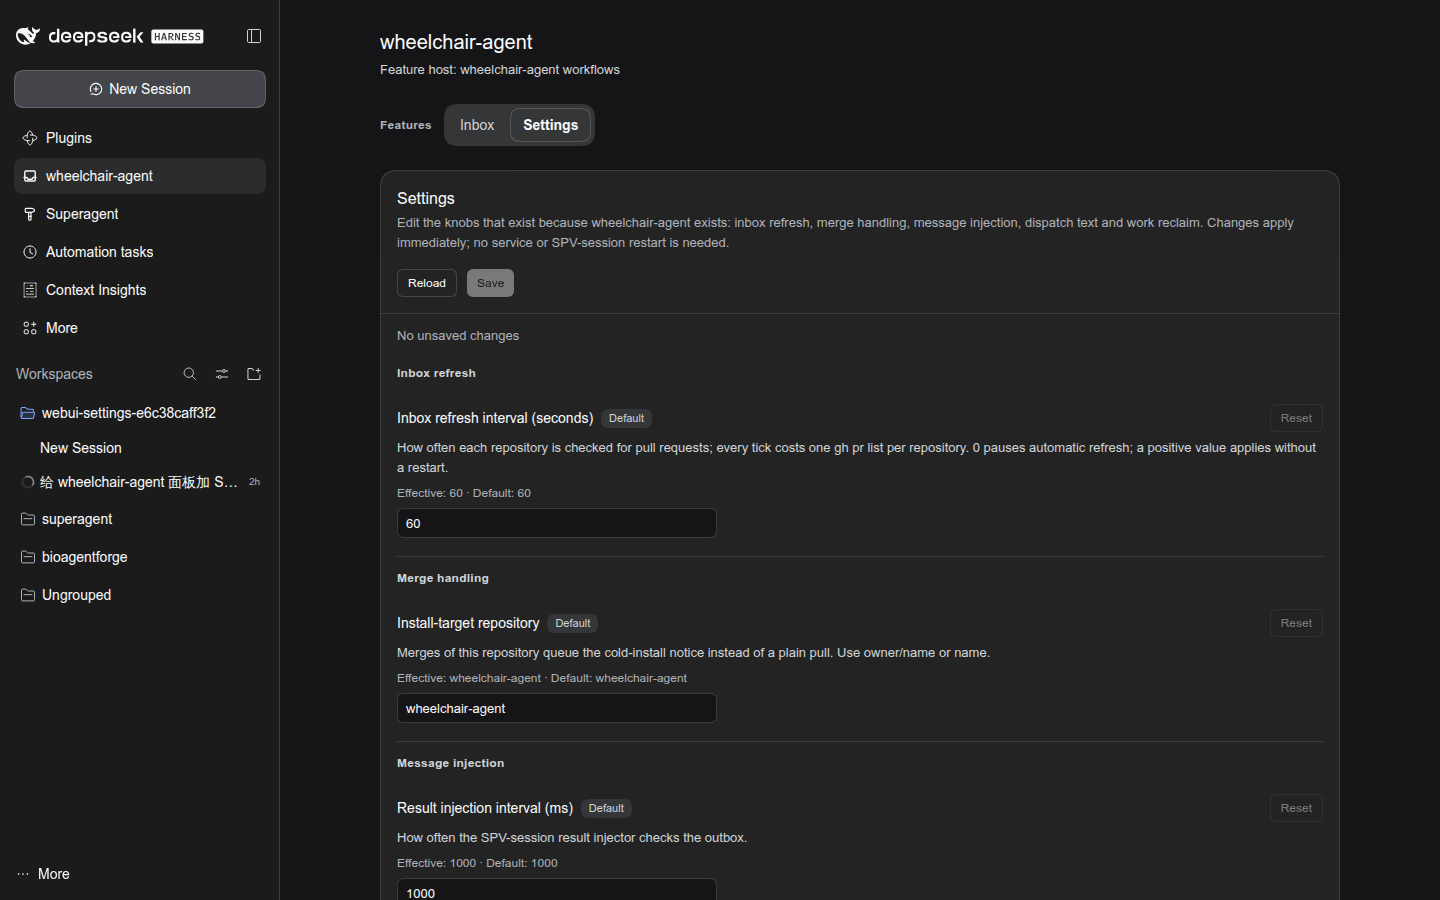 deepseek HARNESS
New Session
Plugins
wheelchair-agent
Superagent
Automation tasks
Context Insights
More
Workspaces
webui-settings-e6c38caff3f2
New Session
给 wheelchair-agent 面板加 S... 2h
superagent
bioagentforge
Ungrouped
More
wheelchair-agent
Feature host: wheelchair-agent workflows
Features Inbox Settings
Settings
Edit the knobs that exist because wheelchair-agent exists: inbox refresh, merge handling, message injection, dispatch text and work reclaim. Changes apply
immediately; no service or SPV-session restart is needed.
Reload Save
No unsaved changes
Inbox refresh
Inbox refresh interval (seconds) Default Reset
How often each repository is checked for pull requests; every tick costs one gh pr list per repository. 0 pauses automatic refresh; a positive value applies without
a restart.
Effective: 60 · Default: 60
60
Merge handling
Install-target repository Default Reset
Merges of this repository queue the cold-install notice instead of a plain pull. Use owner/name or name.
Effective: wheelchair-agent · Default: wheelchair-agent
wheelchair-agent
Message injection
Result injection interval (ms) Default Reset
How often the SPV-session result injector checks the outbox.
Effective: 1000 · Default: 1000
1000